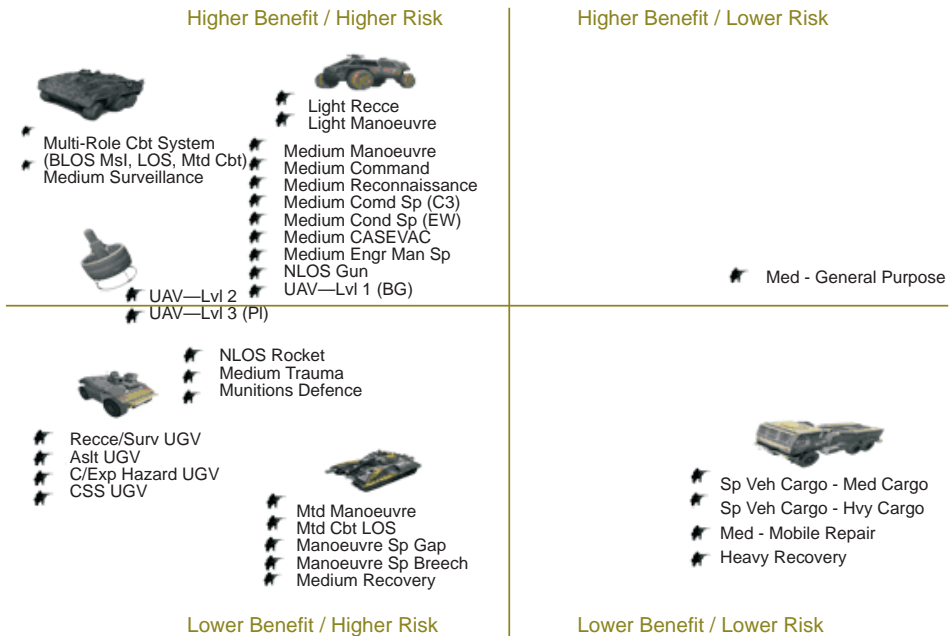 Higher Benefit / Higher Risk
Higher Benefit / Lower Risk
Light Recce
Light Manoeuvre
Multi-Role Cbt System
(BLOS Msl, LOS, Mtd Cbt)
Medium Surveillance
Medium Manoeuvre
Medium Command
Medium Reconnaissance
Medium Comd Sp (C3)
Medium Cond Sp (EW)
Medium CASEVAC
Medium Engr Man Sp
NLOS Gun
UAV—Lvl 1 (BG)
UAV—Lvl 2
UAV—Lvl 3 (Pl)
Med - General Purpose
NLOS Rocket
Medium Trauma
Munitions Defence
Recce/Surv UGV
Aslt UGV
C/Exp Hazard UGV
CSS UGV
Mtd Manoeuvre
Mtd Cbt LOS
Manoeuvre Sp Gap
Manoeuvre Sp Breech
Medium Recovery
Sp Veh Cargo - Med Cargo
Sp Veh Cargo - Hvy Cargo
Med - Mobile Repair
Heavy Recovery
Lower Benefit / Higher Risk
Lower Benefit / Lower Risk